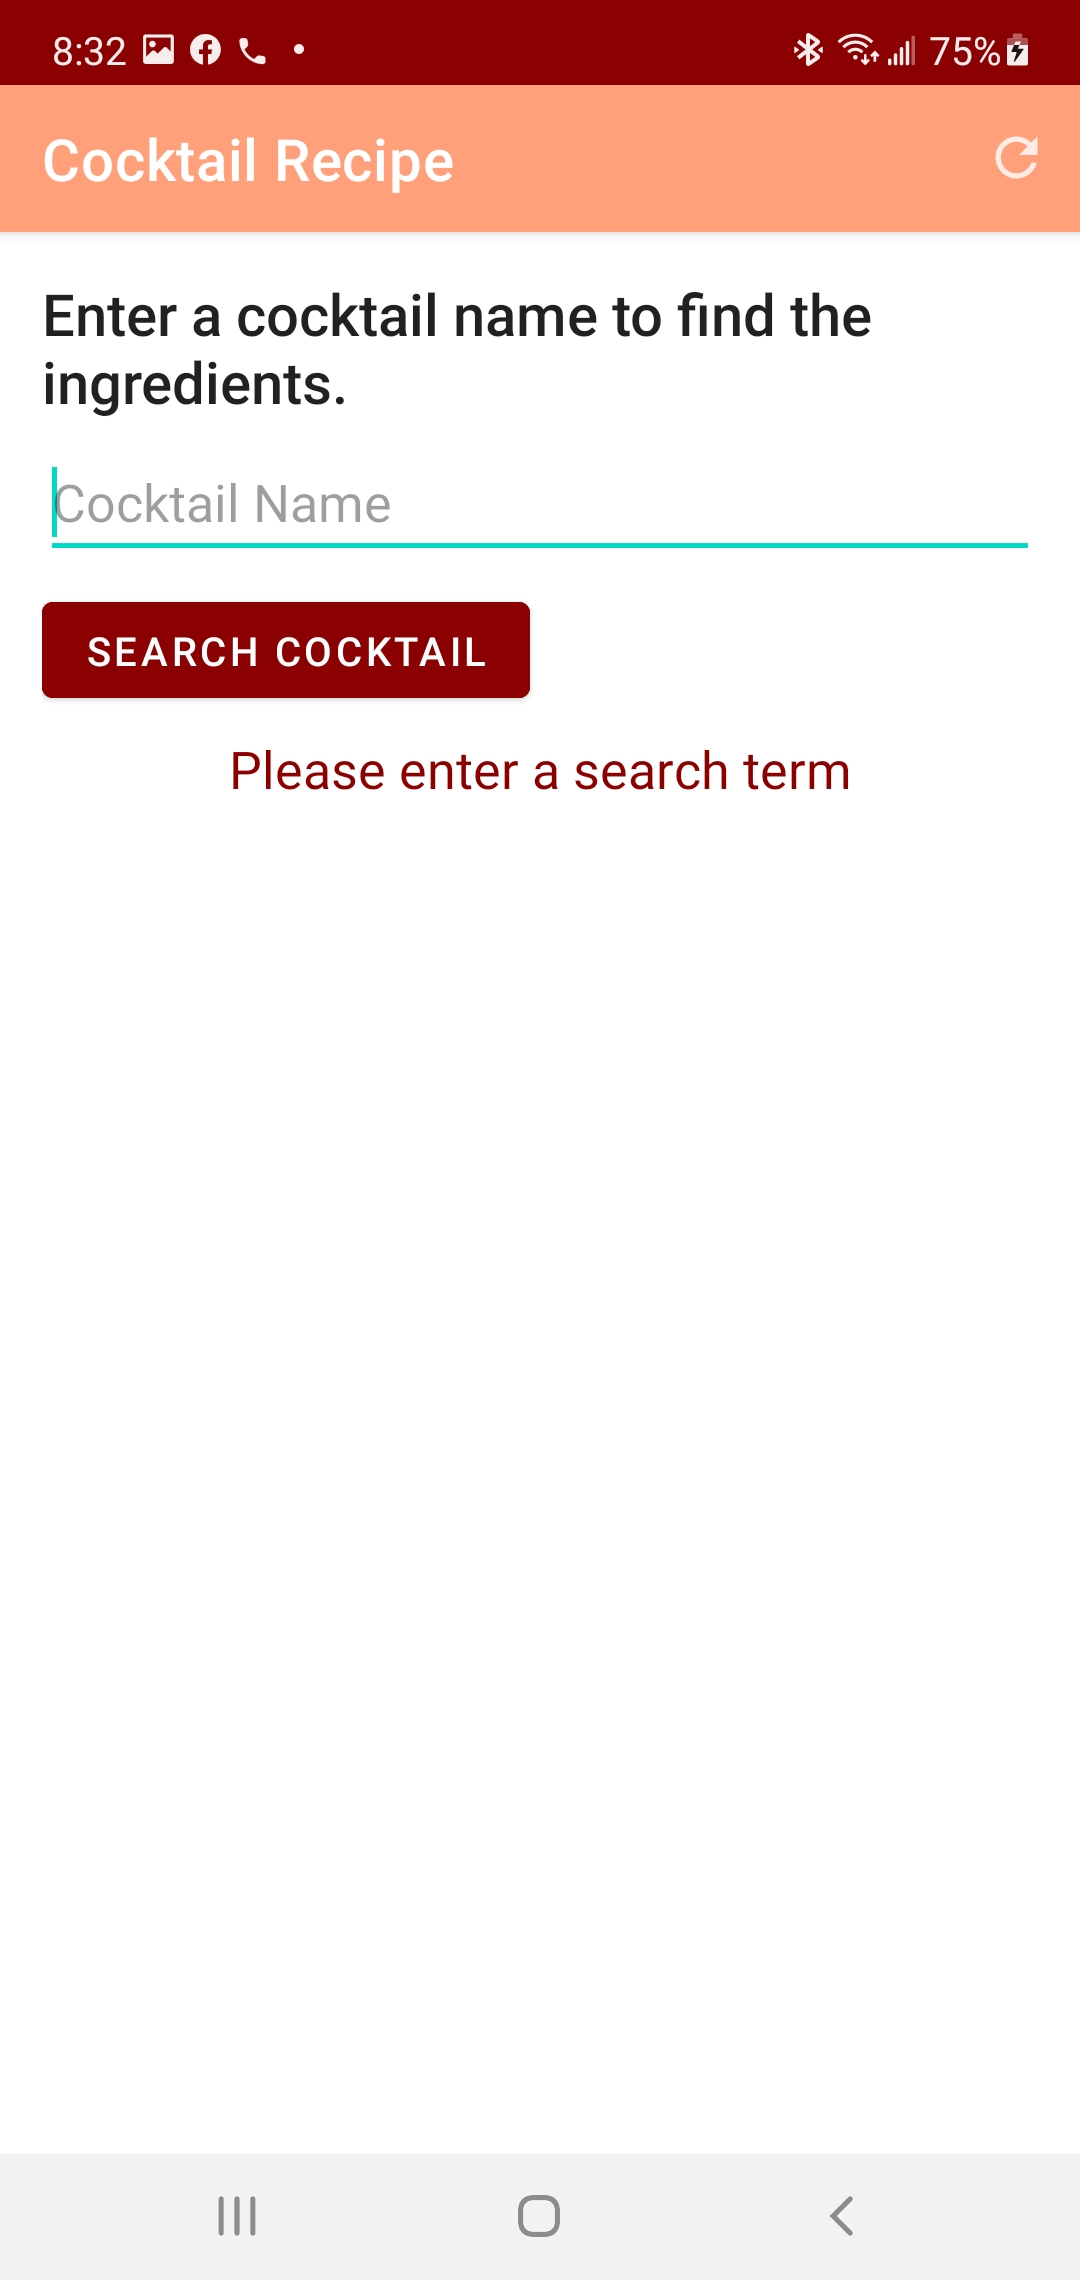 8:32
75%
Cocktail Recipe
Enter a cocktail name to find the
ingredients.
Cocktail Name
SEARCH COCKTAIL
Please enter a search term